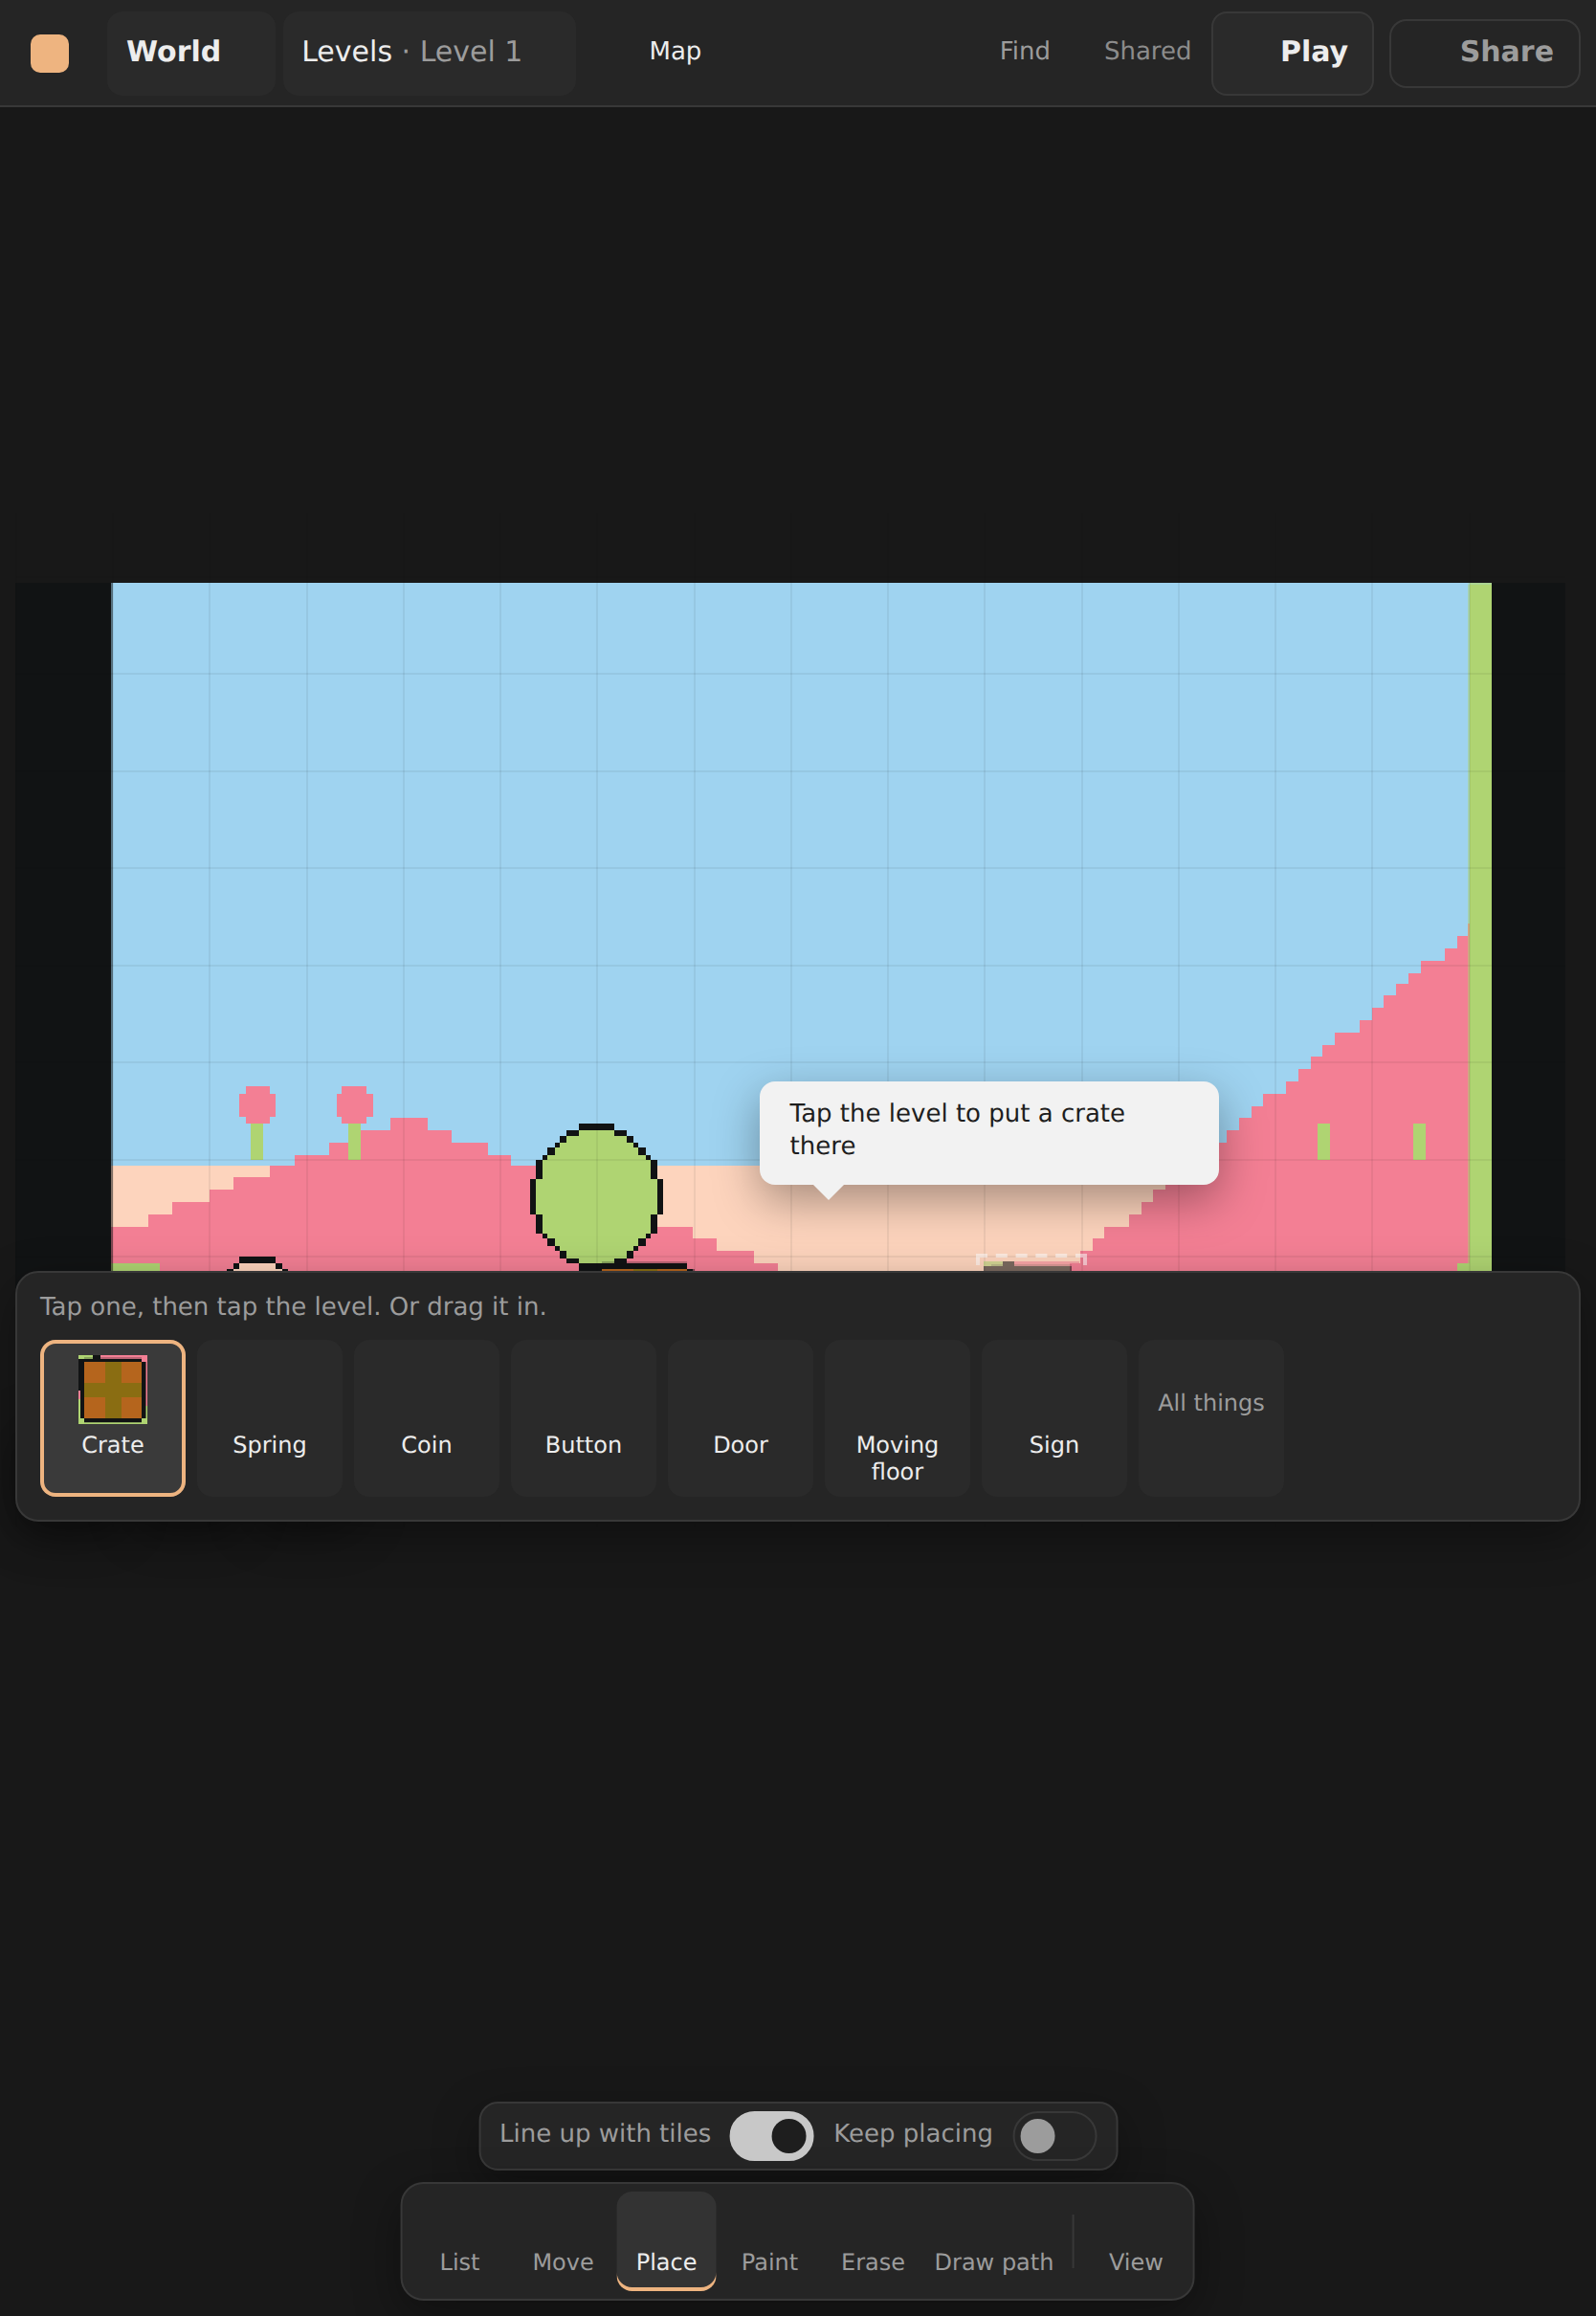 World
Levels · Level 1
Map
Find
Shared
Play
Share
Tap the level to put a crate
there
Tap one, then tap the level. Or drag it in.
Crate
Spring
Coin
Button
Door
Moving
floor
Sign
All things
Line up with tiles
Keep placing
List
Move
Place
Paint
Erase
Draw path
View